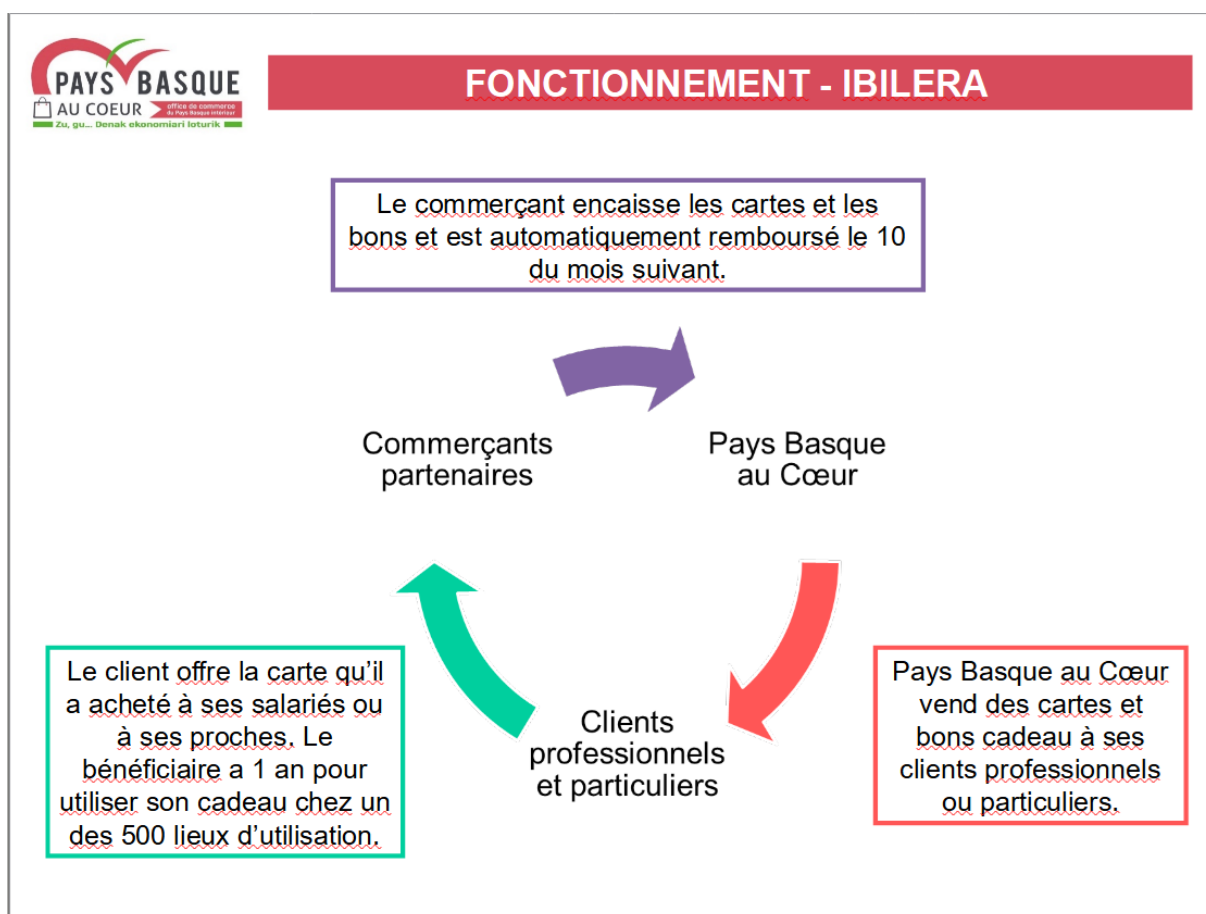 PAYS BASQUE
AU COEUR
office de commerce
du Pays Basque intérieur
Zu, gu... Denak ekonomiari loturik
FONCTIONNEMENT - IBILERA
Le commerçant encaisse les cartes et les
bons et est automatiquement remboursé le 10
du mois suivant.
Commerçants
partenaires
Pays Basque
au Cœur
Le client offre la carte qu’il
a acheté à ses salariés ou
à ses proches. Le
bénéficiaire a 1 an pour
utiliser son cadeau chez un
des 500 lieux d’utilisation.
Clients
professionnels
et particuliers
Pays Basque au Cœur
vend des cartes et
bons cadeau à ses
clients professionnels
ou particuliers.